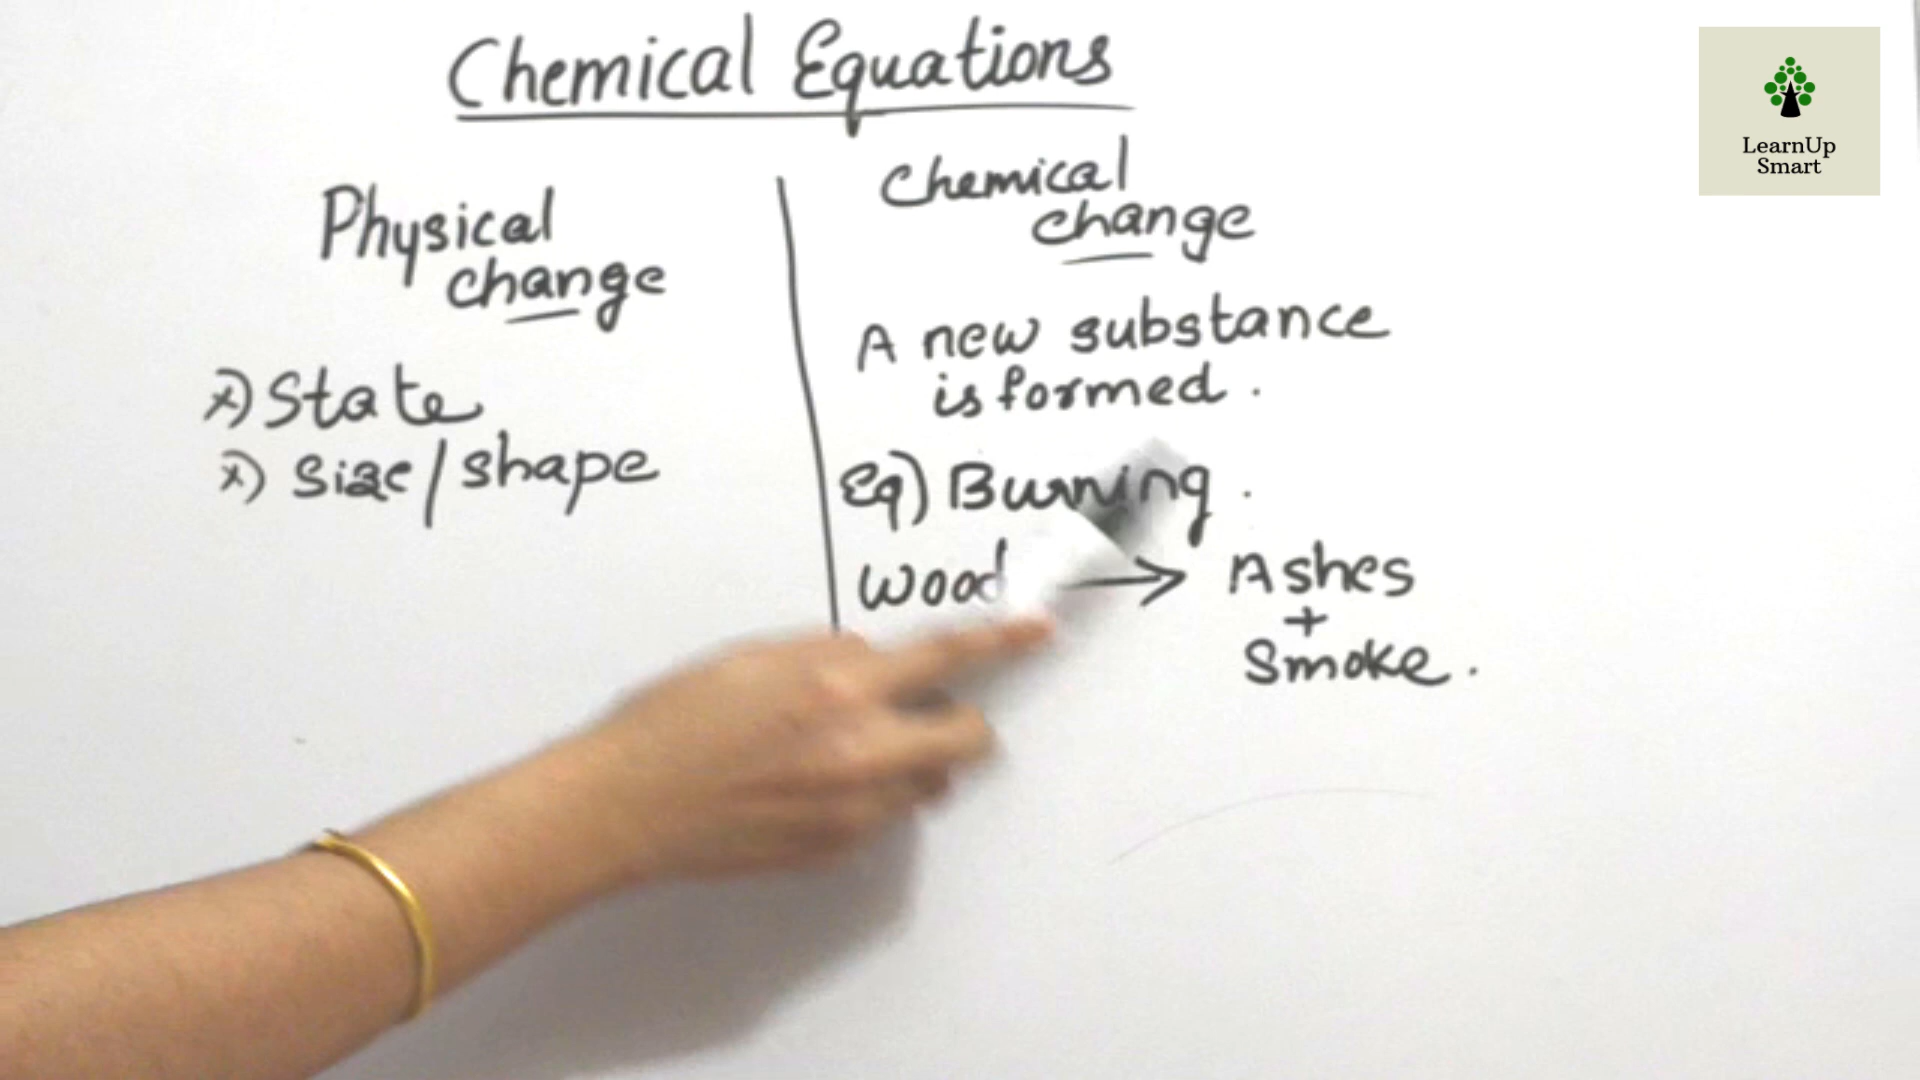 Chemical Equations
Physical
change
x) State
x) Size/shape
Chemical
change
A new substance
is formed.
Eg) Burning.
Wood → Ashes
+
Smoke.
LearnUp
Smart